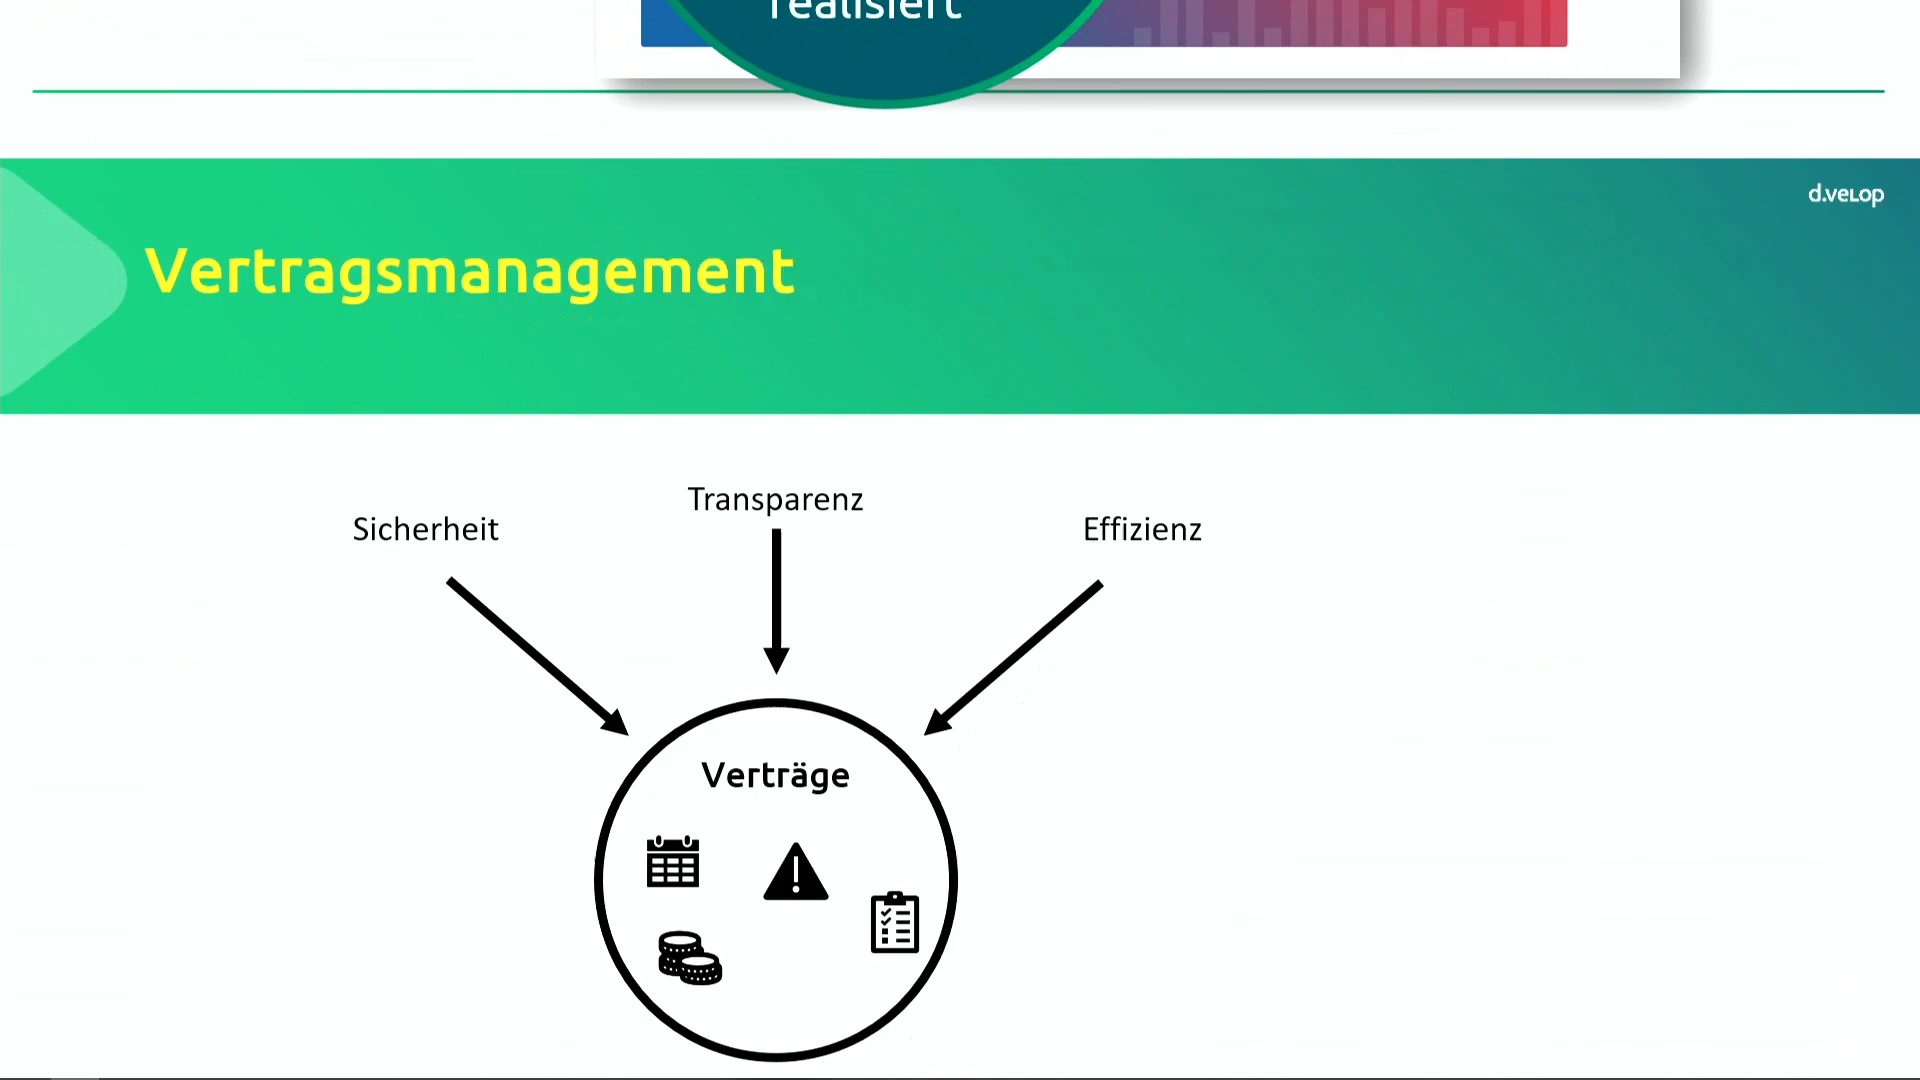 realisiert
d.velop
Vertragsmanagement
Transparenz
Sicherheit
Effizienz
Verträge